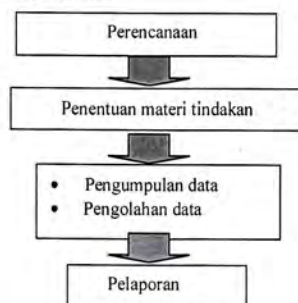 Perencanaan
Penentuan materi tindakan
• Pengumpulan data
• Pengolahan data
Pelaporan